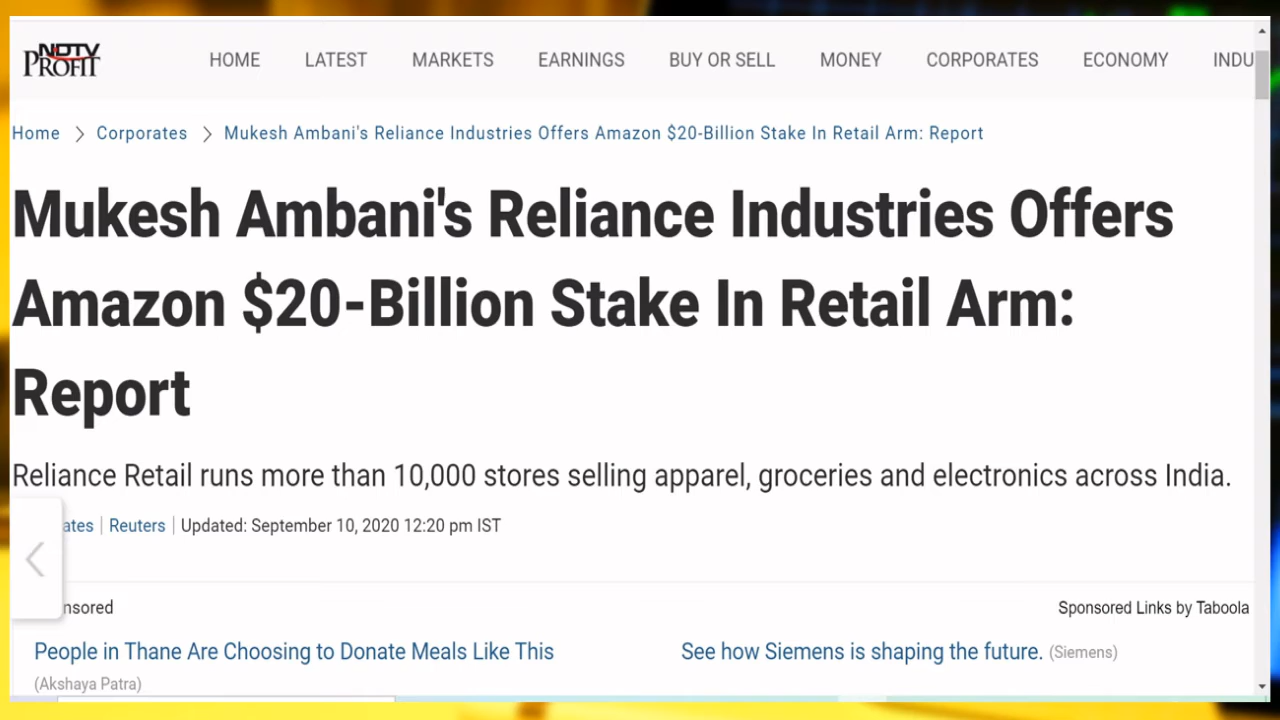 NDTV
PROFIT
HOME LATEST MARKETS EARNINGS BUY OR SELL MONEY CORPORATES ECONOMY INDU
Home > Corporates > Mukesh Ambani's Reliance Industries Offers Amazon $20-Billion Stake In Retail Arm: Report
Mukesh Ambani's Reliance Industries Offers
Amazon $20-Billion Stake In Retail Arm:
Report
Reliance Retail runs more than 10,000 stores selling apparel, groceries and electronics across India.
ates | Reuters | Updated: September 10, 2020 12:20 pm IST
nsored Sponsored Links by Taboola
People in Thane Are Choosing to Donate Meals Like This See how Siemens is shaping the future. (Siemens)
(Akshaya Patra)